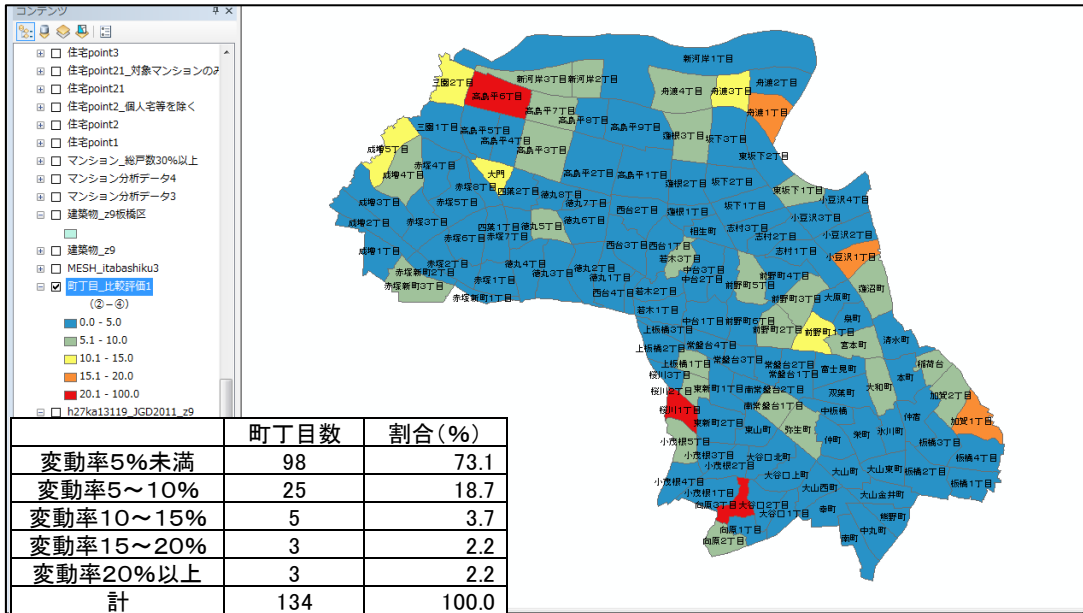 コンテンツ
住宅point3
住宅point21_対象マンションのみ
住宅point21
住宅point2_個人宅等を除く
住宅point2
住宅point1
マンション_総戸数30%以上
マンション分析データ4
マンション分析データ3
建築物_z9板橋区
建築物_z9
MESH_itabashiku3
町丁目_比較評価1
(②-④)
0.0 - 5.0
5.1 - 10.0
10.1 - 15.0
15.1 - 20.0
20.1 - 100.0
h27ka13119_JGD2011_z9
町丁目数 割合(%)
変動率5%未満 98 73.1
変動率5~10% 25 18.7
変動率10~15% 5 3.7
変動率15~20% 3 2.2
変動率20%以上 3 2.2
計 134 100.0
新河岸1丁目
三園2丁目 新河岸3丁目 新河岸2丁目 舟渡2丁目
高島平6丁目 舟渡4丁目 舟渡3丁目
高島平7丁目 舟渡1丁目
高島平8丁目
三園1丁目 高島平5丁目 高島平9丁目 蓮根3丁目 坂下3丁目
高島平4丁目
成増5丁目 高島平3丁目 東坂下2丁目
赤塚4丁目
成増4丁目 大門 高島平2丁目 高島平1丁目
赤塚8丁目 四葉2丁目 徳丸8丁目 蓮根2丁目 坂下2丁目 東坂下1丁目
成増3丁目 赤塚5丁目 徳丸7丁目 小豆沢4丁目
西台2丁目 蓮根1丁目 坂下1丁目 小豆沢3丁目
成増2丁目 赤塚3丁目 四葉1丁目 徳丸5丁目 徳丸6丁目 相生町 志村3丁目
赤塚6丁目 赤塚7丁目 志村2丁目 小豆沢2丁目
成増1丁目 西台3丁目 西台1丁目 志村1丁目
赤塚2丁目 徳丸4丁目 若木3丁目 小豆沢1丁目
赤塚新町2丁目 徳丸3丁目 徳丸2丁目 中台3丁目 前野町4丁目
赤塚新町3丁目 赤塚1丁目 徳丸1丁目 中台2丁目 前野町5丁目 蓮沼町
赤塚新町1丁目 西台4丁目 若木2丁目 前野町3丁目 大原町
若木1丁目 中台1丁目 前野町6丁目 泉町
上板橋3丁目 前野町2丁目 前野町1丁目 清水町
上板橋2丁目 常盤台4丁目 宮本町
上板橋1丁目 常盤台3丁目 常盤台2丁目 富士見町 稲荷台
桜川3丁目 常盤台1丁目 本町
桜川2丁目 東新町1丁目 南常盤台2丁目 双葉町 大和町 加賀2丁目
桜川1丁目 南常盤台1丁目 中板橋 仲宿 加賀1丁目
東新町2丁目 弥生町 氷川町
小茂根5丁目 東山町 仲町 栄町 板橋3丁目
小茂根3丁目 大谷口北町 板橋4丁目
小茂根2丁目 大山町 大山東町 板橋2丁目
小茂根4丁目 大谷口上町 板橋1丁目
小茂根1丁目 大山西町 大山金井町
向原3丁目 大谷口2丁目 幸町
大谷口1丁目 熊野町
向原1丁目 中丸町
向原2丁目 南町